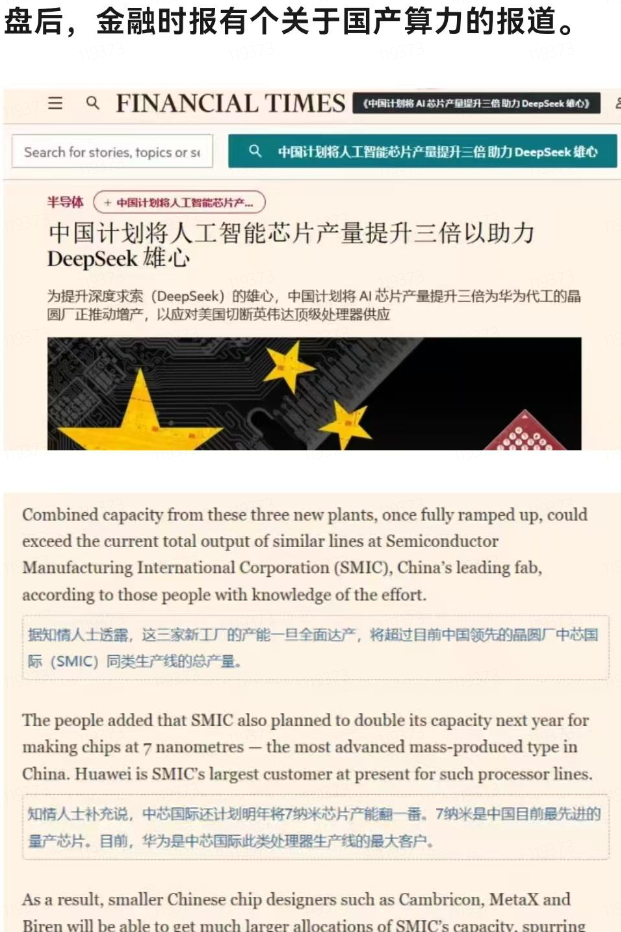 盘后，金融时报有个关于国产算力的报道。
FINANCIAL TIMES 《中国计划将 AI 芯片产量提升三倍 助力 DeepSeek 雄心》
Search for stories, topics or se 中国计划将人工智能芯片产量提升三倍 助力 DeepSeek 雄心
半导体 + 中国计划将人工智能芯片产...
中国计划将人工智能芯片产量提升三倍以助力
DeepSeek 雄心
为提升深度求索（DeepSeek）的雄心，中国计划将 AI 芯片产量提升三倍为华为代工的晶
圆厂正推动增产，以应对美国切断英伟达顶级处理器供应
Combined capacity from these three new plants, once fully ramped up, could
exceed the current total output of similar lines at Semiconductor
Manufacturing International Corporation (SMIC), China's leading fab,
according to those people with knowledge of the effort.
据知情人士透露，这三家新工厂的产能一旦全面达产，将超过目前中国领先的晶圆厂中芯国
际（SMIC）同类生产线的总产量。
The people added that SMIC also planned to double its capacity next year for
making chips at 7 nanometres — the most advanced mass-produced type in
China. Huawei is SMIC's largest customer at present for such processor lines.
知情人士补充说，中芯国际还计划明年将7纳米芯片产能翻一番。7纳米是中国目前最先进的
量产芯片。目前，华为是中芯国际此类处理器生产线的最大客户。
As a result, smaller Chinese chip designers such as Cambricon, MetaX and
Biren will be able to get much larger allocations of SMIC's capacity, spurring